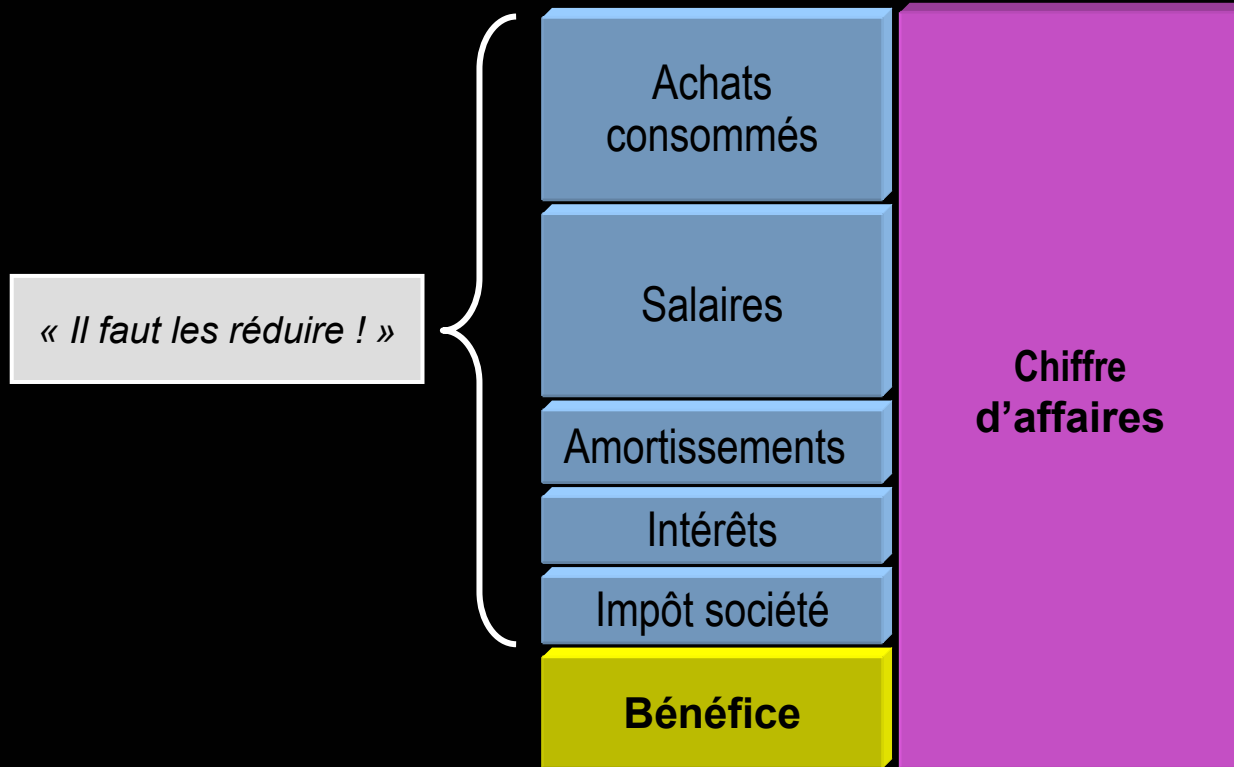 Achats
consommés
Salaires
« Il faut les réduire ! »
Chiffre
d’affaires
Amortissements
Intérêts
Impôt société
Bénéfice